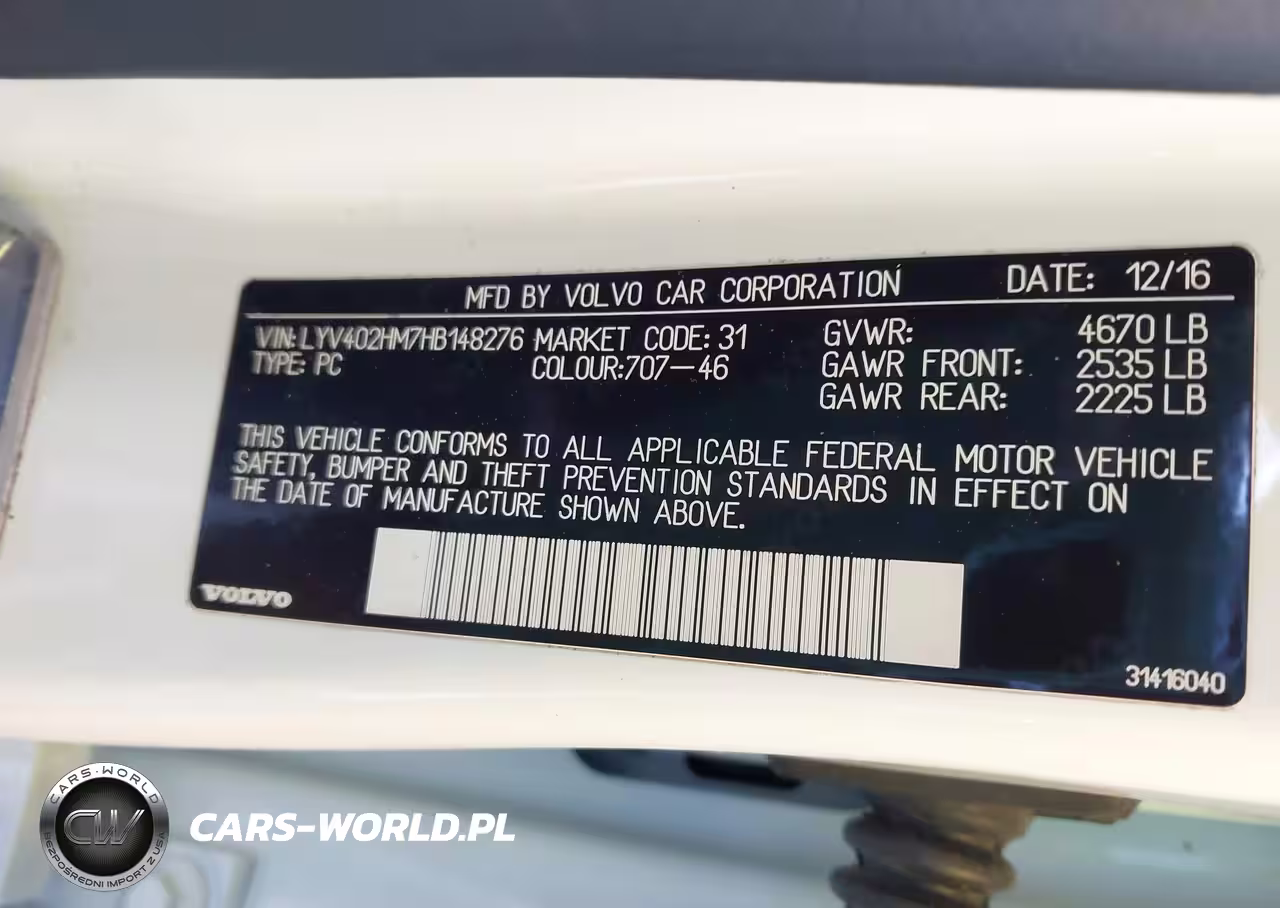 MFD BY VOLVO CAR CORPORATION DATE: 12/16
VIN: LYV402HM7HB148276 MARKET CODE: 31 GVWR: 4670 LB
TYPE: PC COLOUR:707-46 GAWR FRONT: 2535 LB
GAWR REAR: 2225 LB
THIS VEHICLE CONFORMS TO ALL APPLICABLE FEDERAL MOTOR VEHICLE
SAFETY, BUMPER AND THEFT PREVENTION STANDARDS IN EFFECT ON
THE DATE OF MANUFACTURE SHOWN ABOVE.
VOLVO
31416040
CARS-WORLD
CW
BEZPOŚREDNI IMPORT Z USA
CARS-WORLD.PL